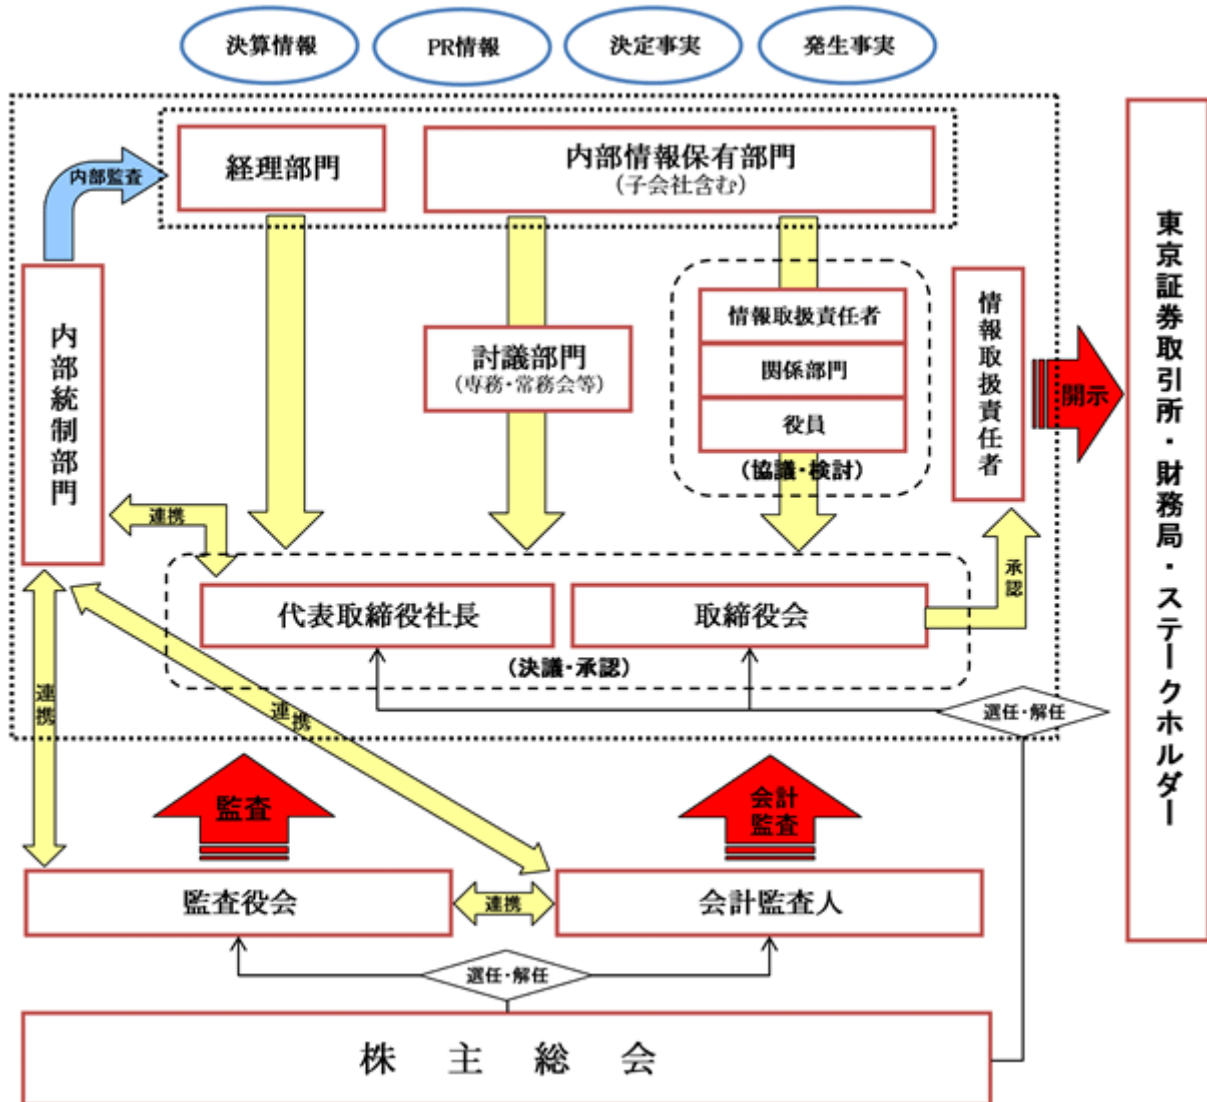 決算情報
PR情報
決定事実
発生事実
経理部門
内部情報保有部門
（子会社含む）
内部監査
内部統制部門
討議部門
（専務・常務会等）
情報取扱責任者
関係部門
役員
（協議・検討）
情報取扱責任者
開示
東京証券取引所・財務局・ステークホルダー
連携
承認
代表取締役社長
取締役会
（決議・承認）
連携
連携
選任・解任
監査
会計
監査
監査役会
連携
会計監査人
選任・解任
株主総会